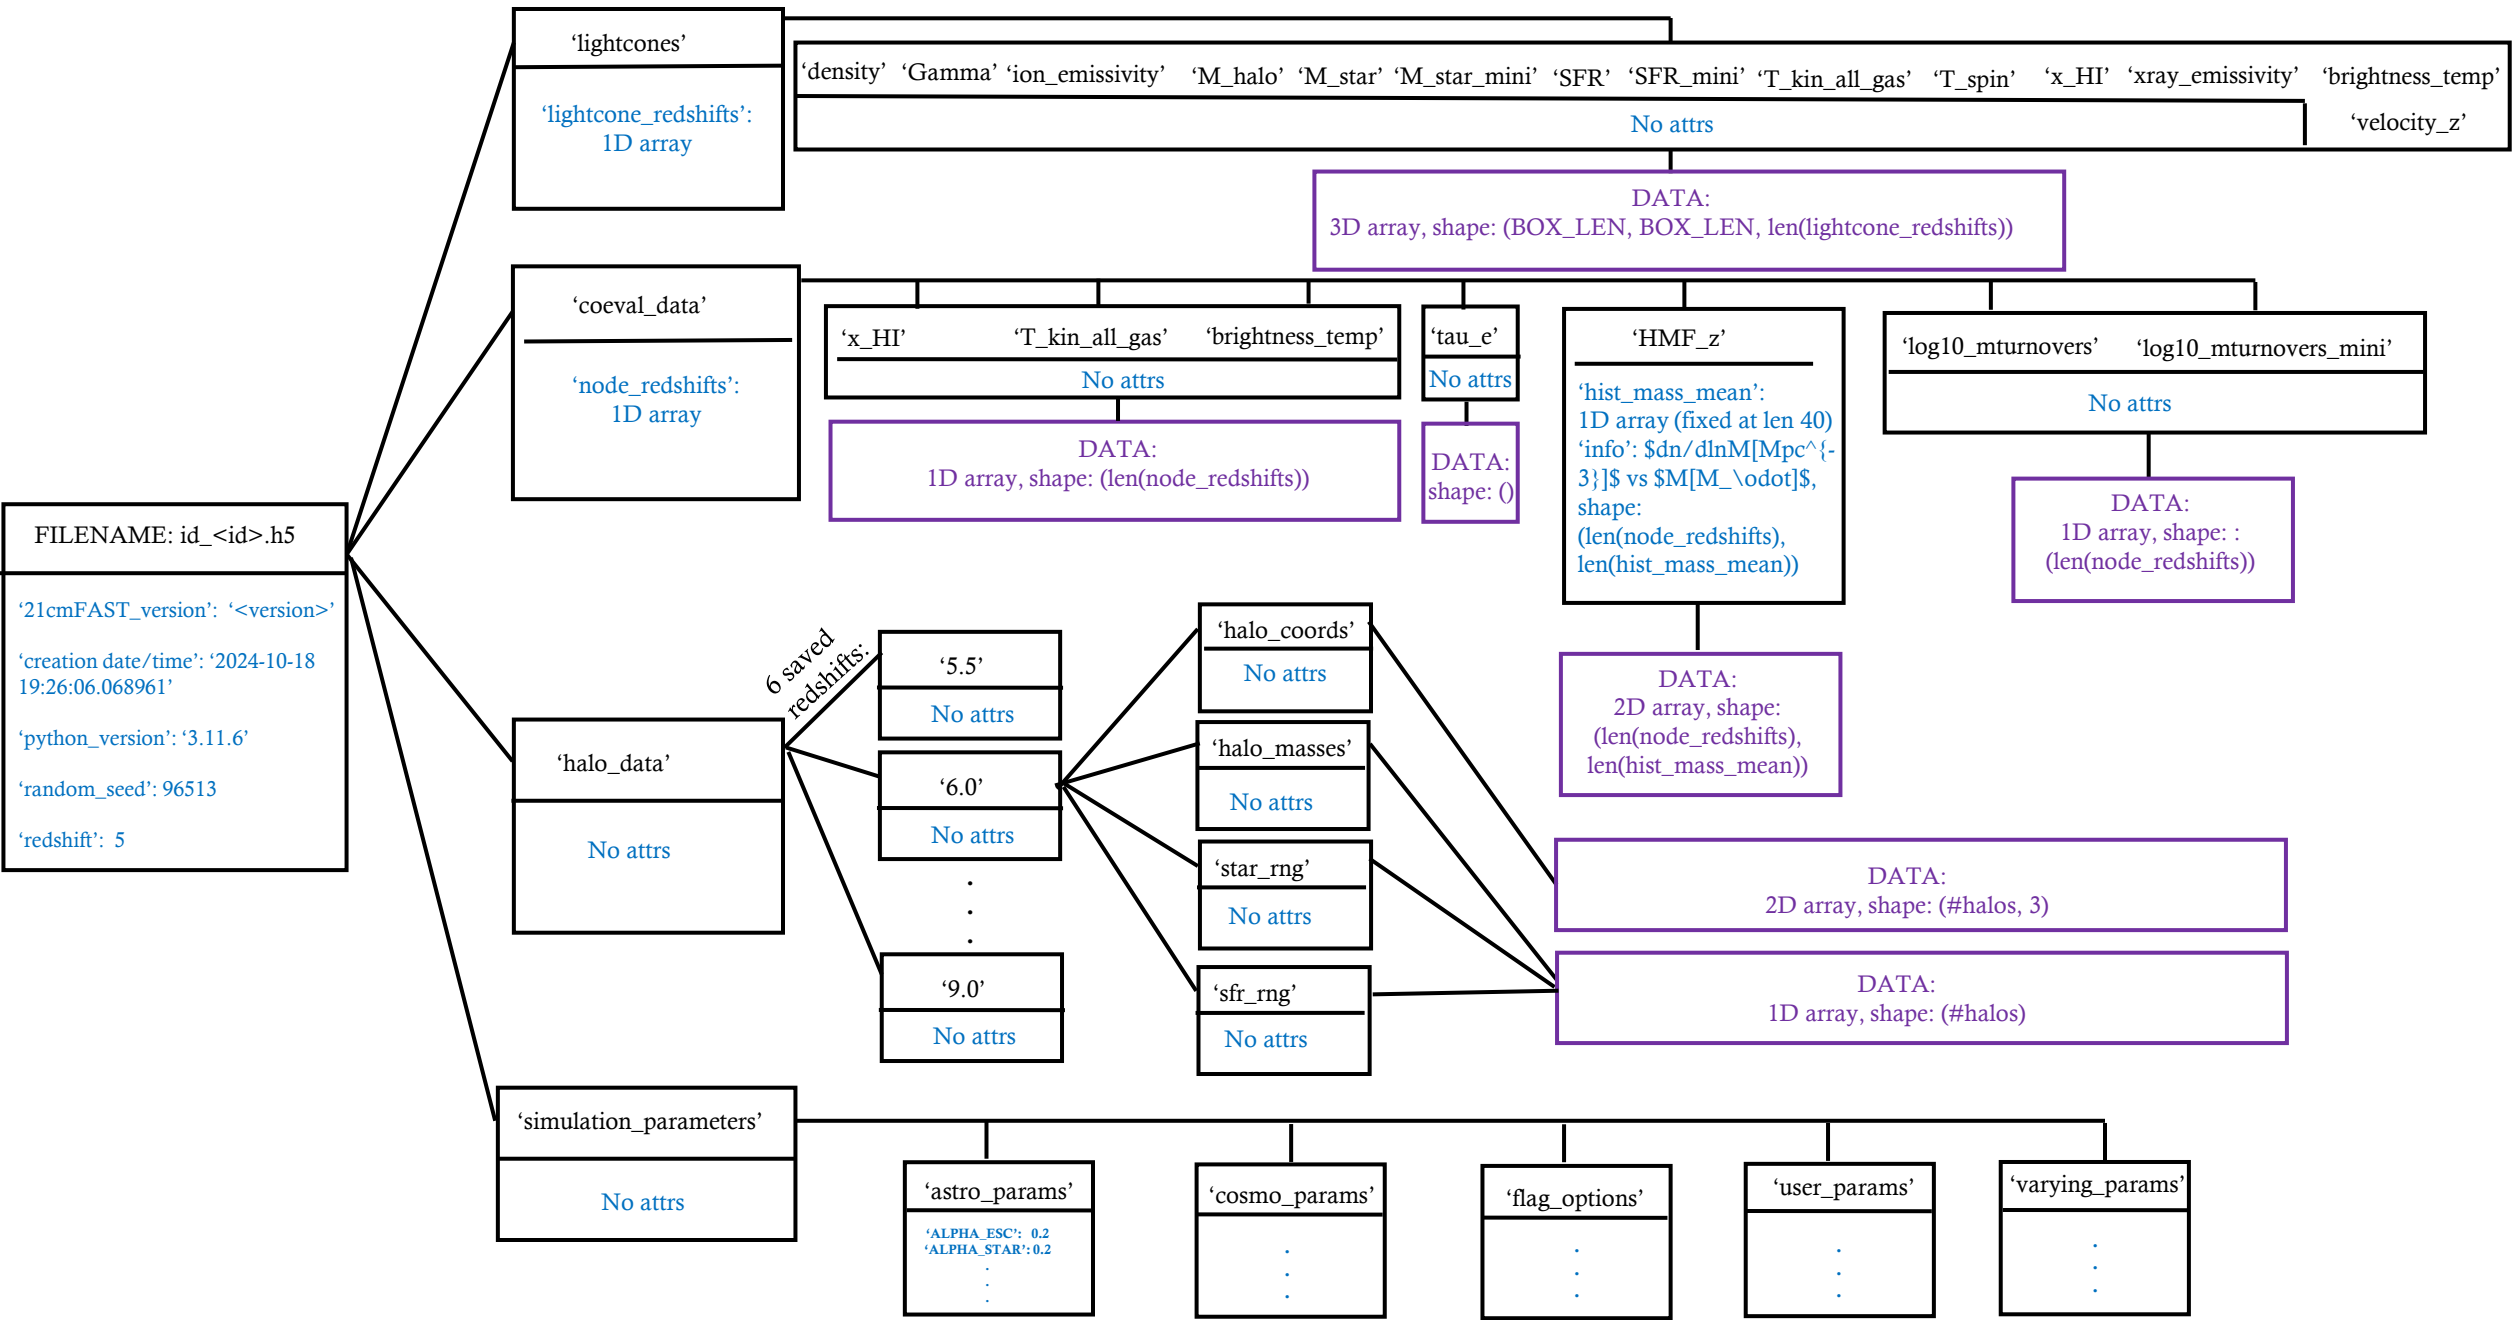 ‘lightcones’
‘lightcone_redshifts’:
1D array
‘density’ ‘Gamma’ ‘ion_emissivity’ ‘M_halo’ ‘M_star’ ‘M_star_mini’ ‘SFR’ ‘SFR_mini’ ‘T_kin_all_gas’ ‘T_spin’ ‘x_HI’ ‘xray_emissivity’ ‘brightness_temp’
No attrs
‘velocity_z’
DATA:
3D array, shape: (BOX_LEN, BOX_LEN, len(lightcone_redshifts))
‘coeval_data’
‘node_redshifts’:
1D array
‘x_HI’ ‘T_kin_all_gas’ ‘brightness_temp’
No attrs
DATA:
1D array, shape: (len(node_redshifts))
‘tau_e’
No attrs
DATA:
shape: ()
‘HMF_z’
‘hist_mass_mean’:
1D array (fixed at len 40)
‘info’: $dn/dlnM[Mpc^{-
3}]$ vs $M[M_\odot]$,
shape:
(len(node_redshifts),
len(hist_mass_mean))
DATA:
2D array, shape:
(len(node_redshifts),
len(hist_mass_mean))
‘log10_mturnovers’ ‘log10_mturnovers_mini’
No attrs
DATA:
1D array, shape: :
(len(node_redshifts))
FILENAME: id_<id>.h5
‘21cmFAST_version’: ‘<version>’
‘creation date/time’: ‘2024-10-18
19:26:06.068961’
‘python_version’: ‘3.11.6’
‘random_seed’: 96513
‘redshift’: 5
‘halo_data’
No attrs
6 saved
redshifts:
‘5.5’
No attrs
‘6.0’
No attrs
.
.
.
‘9.0’
No attrs
‘halo_coords’
No attrs
‘halo_masses’
No attrs
‘star_rng’
No attrs
‘sfr_rng’
No attrs
DATA:
2D array, shape: (#halos, 3)
DATA:
1D array, shape: (#halos)
‘simulation_parameters’
No attrs
‘astro_params’
‘ALPHA_ESC’: 0.2
‘ALPHA_STAR’: 0.2
.
.
.
‘cosmo_params’
.
.
.
‘flag_options’
.
.
.
‘user_params’
.
.
.
‘varying_params’
.
.
.